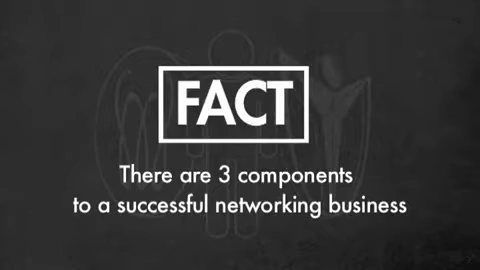 FACT
There are 3 components
to a successful networking business